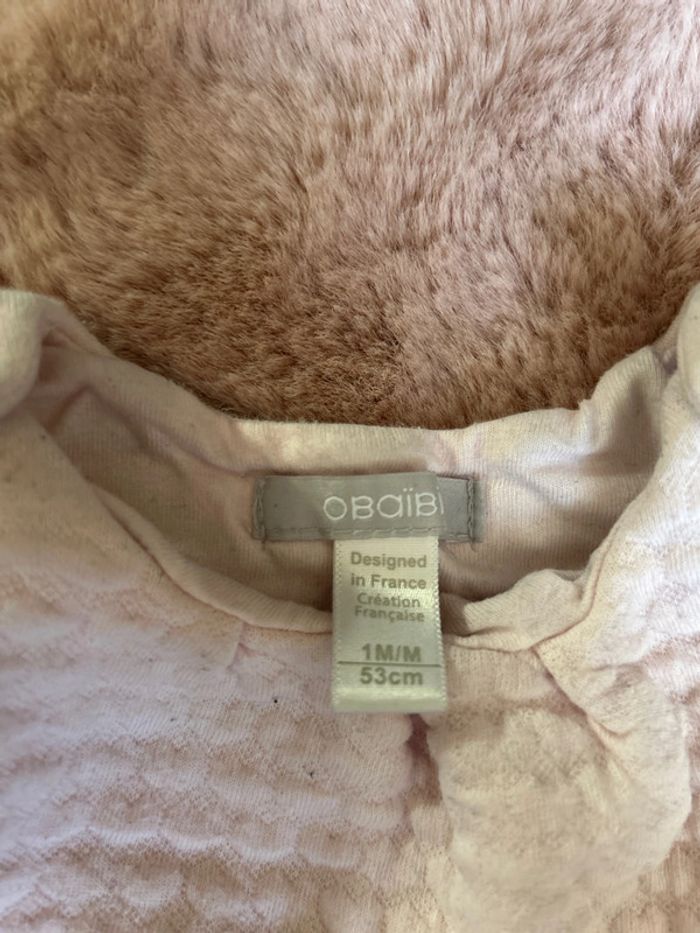 OBaïBI
Designed
in France
Création
Française
1M/M
53cm